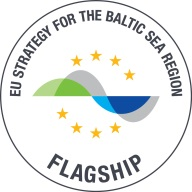 EU STRATEGY FOR THE BALTIC SEA REGION
FLAGSHIP